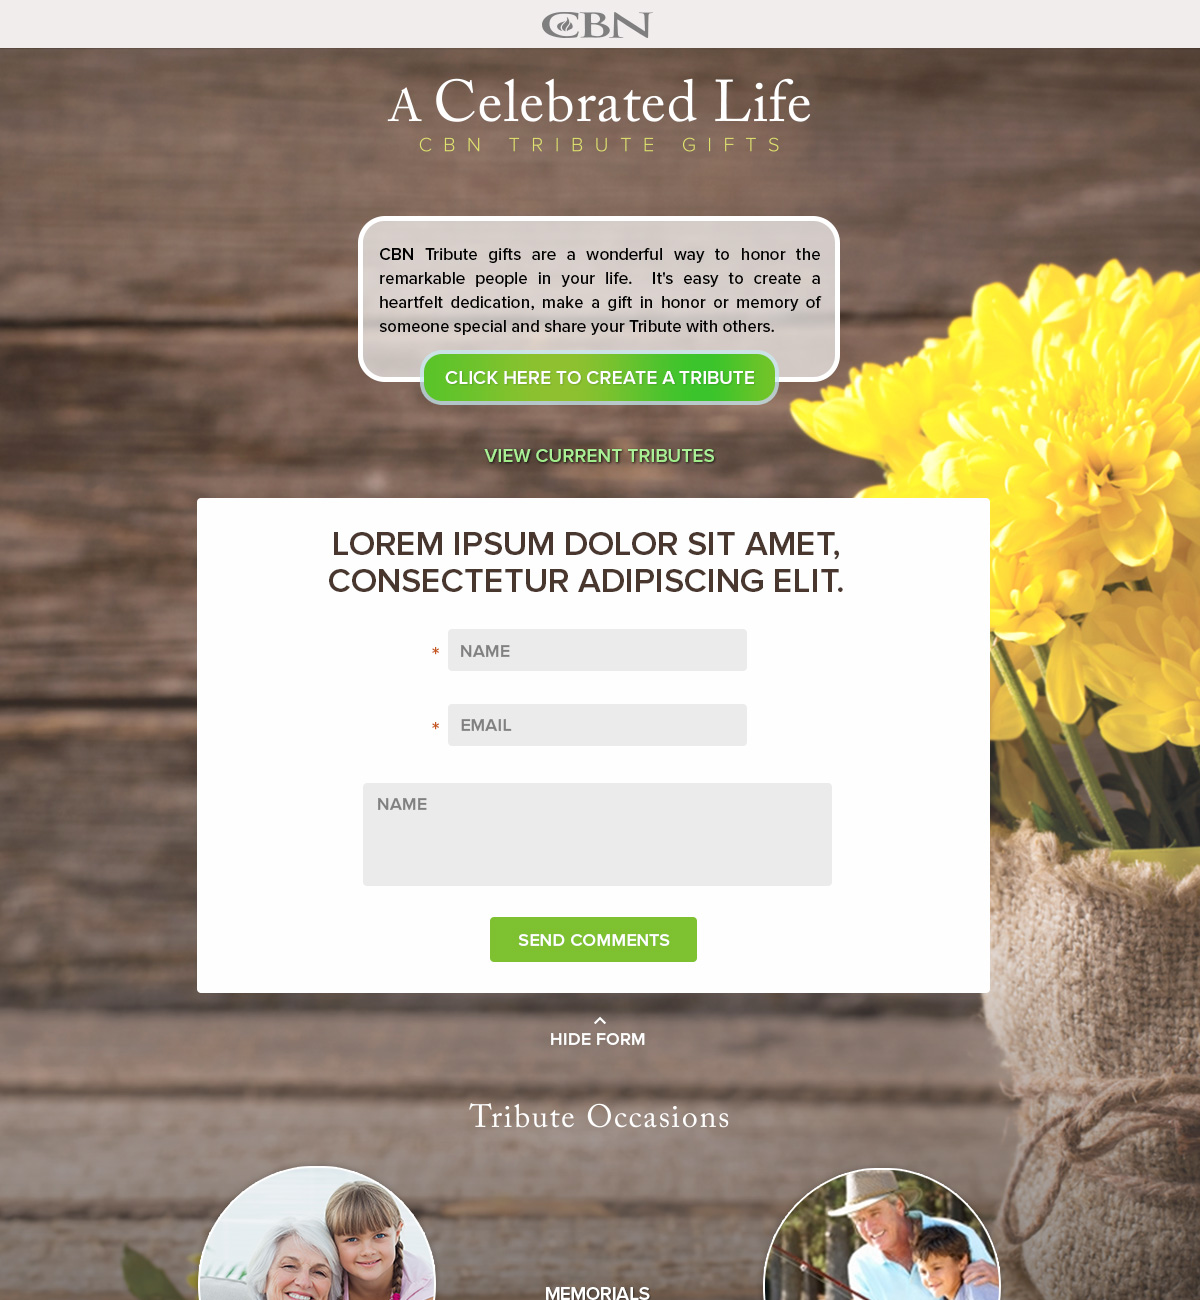 CBN
A Celebrated Life
CBN TRIBUTE GIFTS
CBN Tribute gifts are a wonderful way to honor the
remarkable people in your life. It's easy to create a
heartfelt dedication, make a gift in honor or memory of
someone special and share your Tribute with others.
CLICK HERE TO CREATE A TRIBUTE
VIEW CURRENT TRIBUTES
LOREM IPSUM DOLOR SIT AMET,
CONSECTETUR ADIPISCING ELIT.
* NAME
* EMAIL
NAME
SEND COMMENTS
HIDE FORM
Tribute Occasions
MEMORIALS